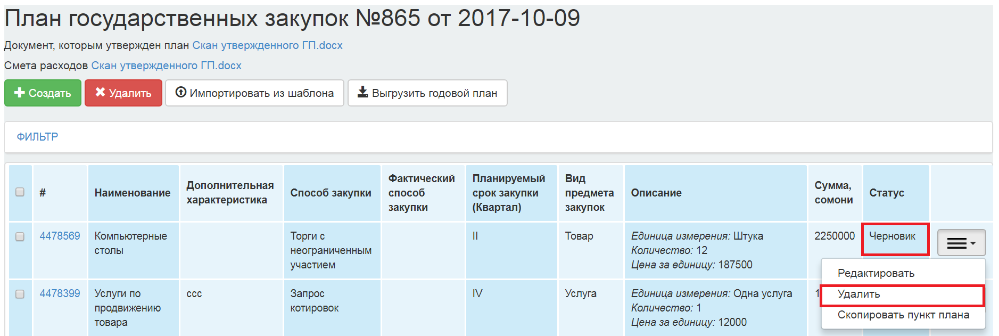 План государственных закупок №865 от 2017-10-09
Документ, которым утвержден план Скан утвержденного ГП.docx
Смета расходов Скан утвержденного ГП.docx
Создать
Удалить
Импортировать из шаблона
Выгрузить годовой план
ФИЛЬТР
#
Наименование
Дополнительная
характеристика
Способ закупки
Фактический
способ
закупки
Планируемый
срок закупки
(Квартал)
Вид
предмета
закупок
Описание
Сумма,
сомони
Статус
4478569
Компьютерные
столы
Торги с
неограниченным
участием
II
Товар
Единица измерения: Штука
Количество: 12
Цена за единицу: 187500
2250000
Черновик
Редактировать
Удалить
Скопировать пункт плана
4478399
Услуги по
продвижению
товара
ссс
Запрос
котировок
IV
Услуга
Единица измерения: Одна услуга
Количество: 1
Цена за единицу: 12000